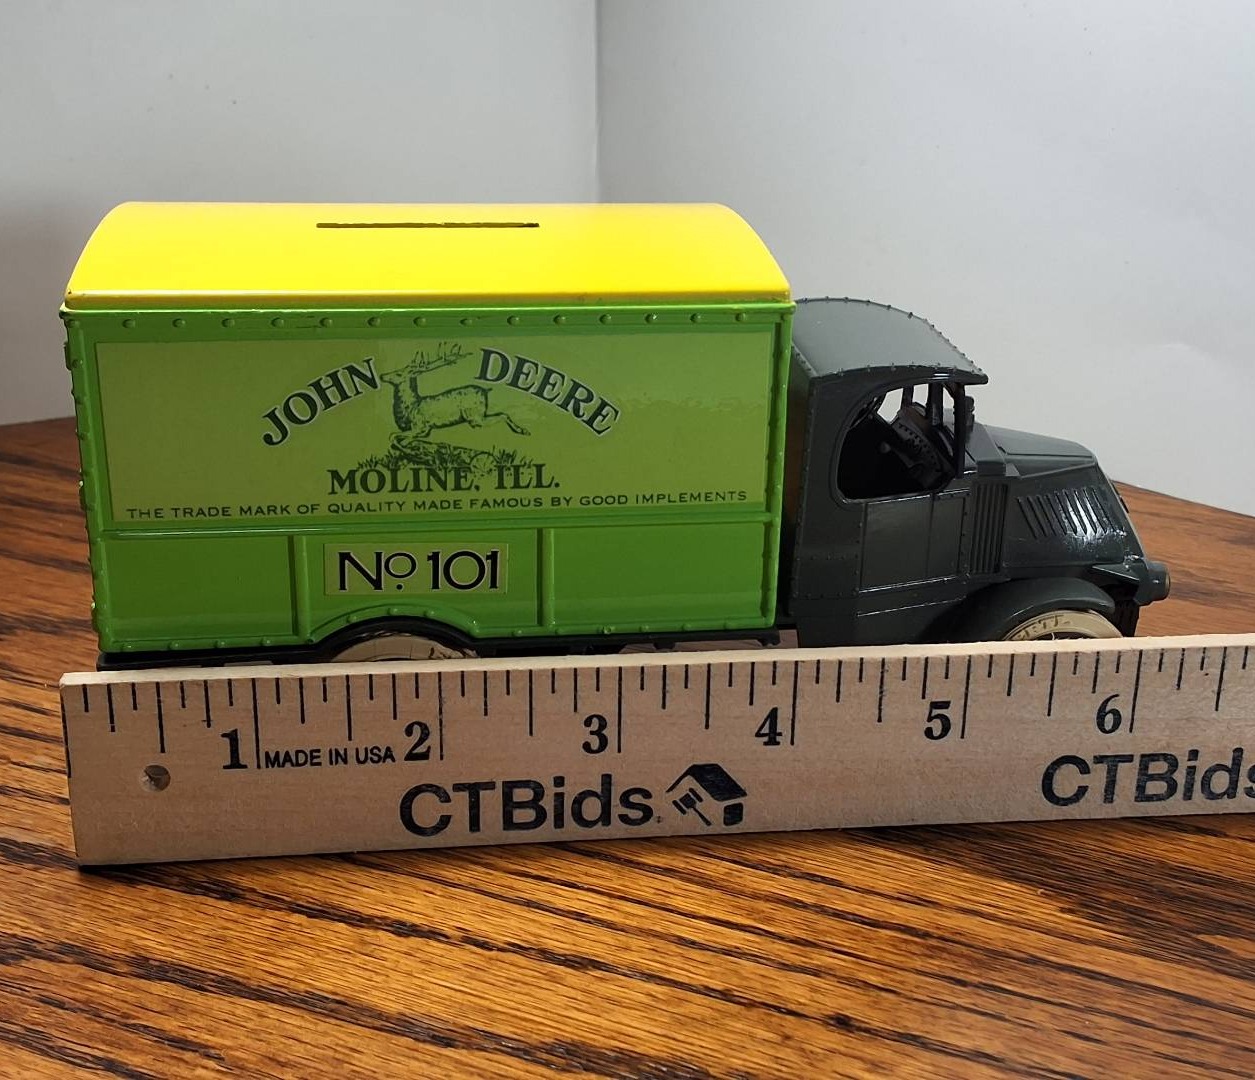 JOHN DEERE
MOLINE, ILL.
THE TRADE MARK OF QUALITY MADE FAMOUS BY GOOD IMPLEMENTS
No 101
1 MADE IN USA 2 3 4 5 6
CTBids. CTBids